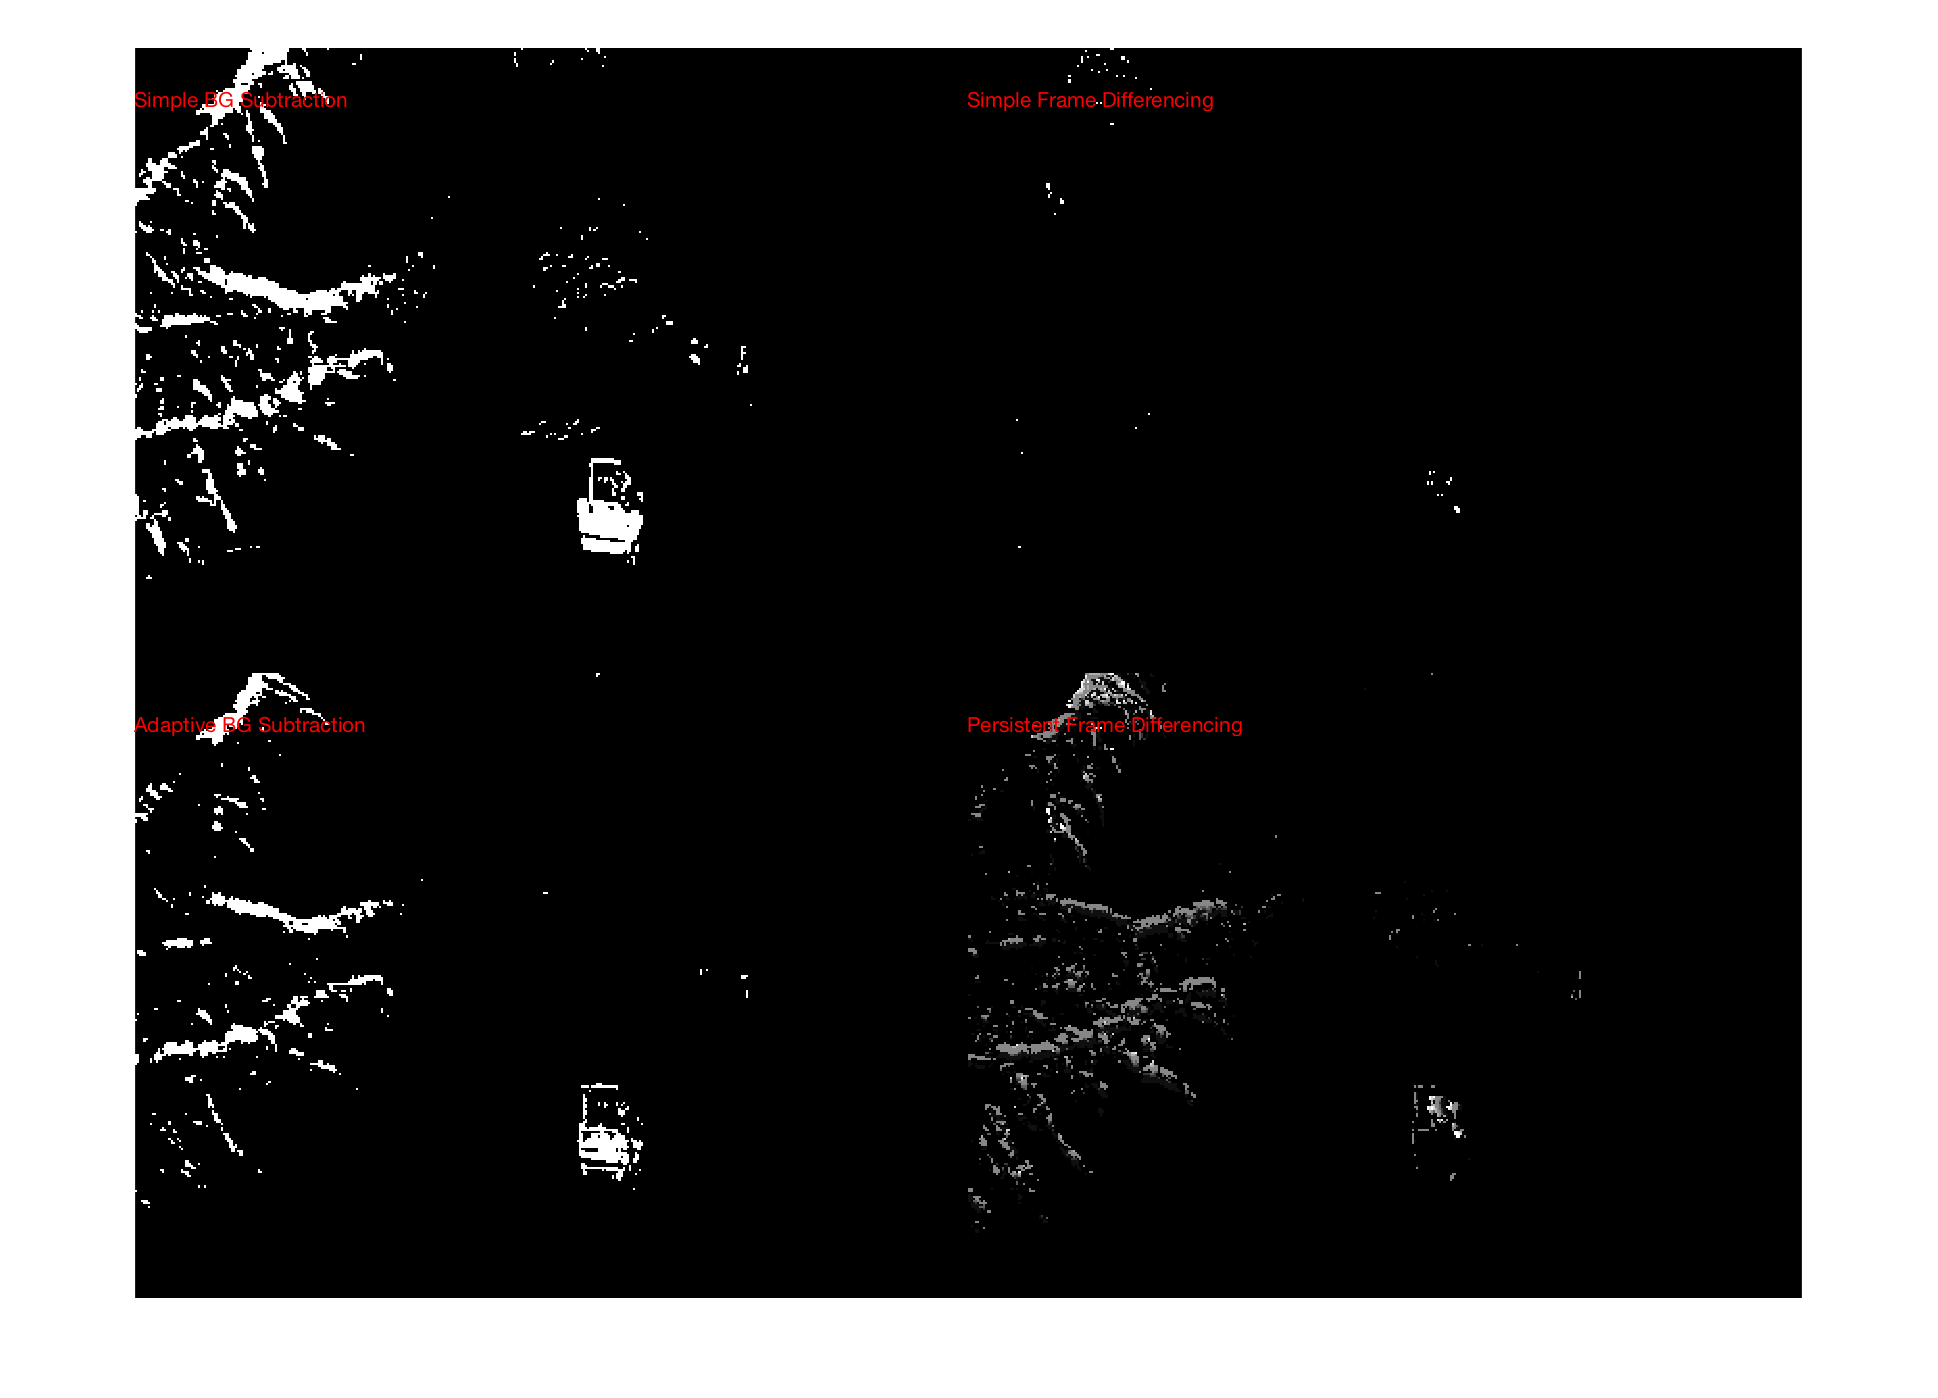 Simple BG Subtraction
Simple Frame Differencing
Adaptive BG Subtraction
Persistent Frame Differencing